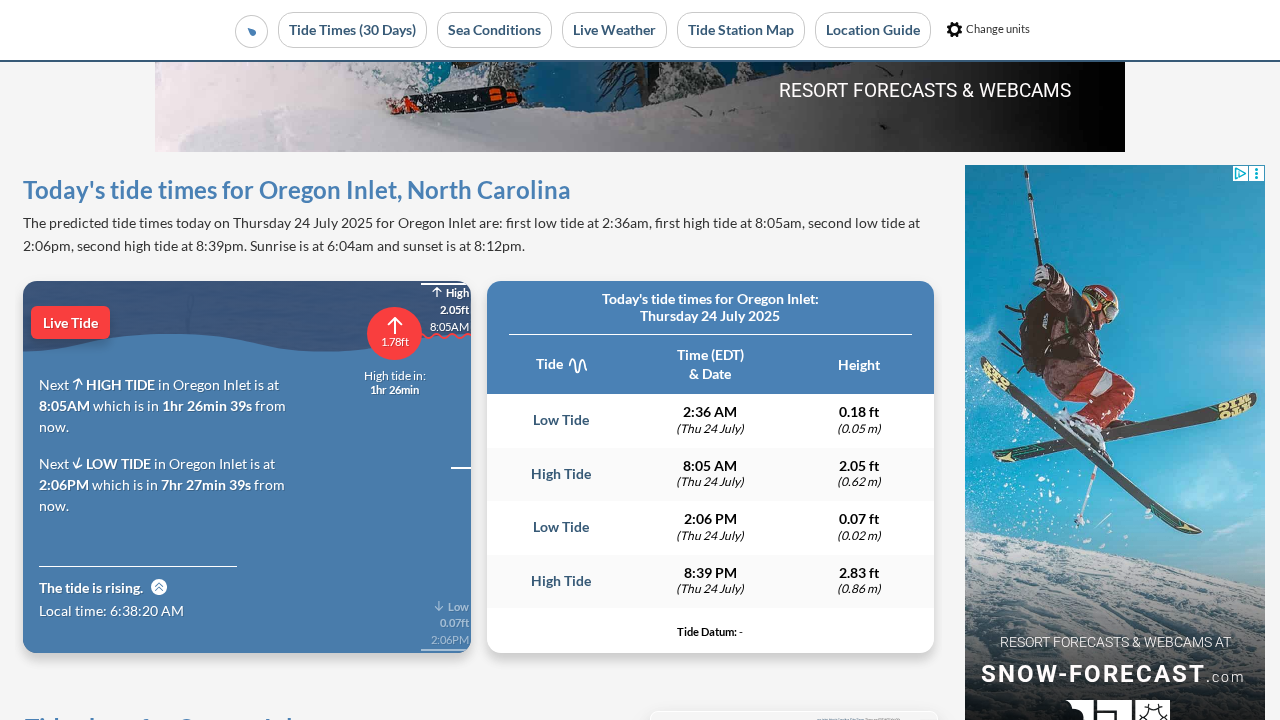 Tide Times (30 Days)
Sea Conditions
Live Weather
Tide Station Map
Location Guide
Change units
RESORT FORECASTS & WEBCAMS
Today's tide times for Oregon Inlet, North Carolina
The predicted tide times today on Thursday 24 July 2025 for Oregon Inlet are: first low tide at 2:36am, first high tide at 8:05am, second low tide at
2:06pm, second high tide at 8:39pm. Sunrise is at 6:04am and sunset is at 8:12pm.
Live Tide
↑ High
2.05ft
8:05AM
1.78ft
High tide in:
1hr 26min
Next HIGH TIDE in Oregon Inlet is at
8:05AM which is in 1hr 26min 39s from
now.
Next LOW TIDE in Oregon Inlet is at
2:06PM which is in 7hr 27min 39s from
now.
The tide is rising.
Local time: 6:38:20 AM
↓ Low
0.07ft
2:06PM
Today's tide times for Oregon Inlet:
Thursday 24 July 2025
Tide
Time (EDT)
& Date
Height
Low Tide
2:36 AM
(Thu 24 July)
0.18 ft
(0.05 m)
High Tide
8:05 AM
(Thu 24 July)
2.05 ft
(0.62 m)
Low Tide
2:06 PM
(Thu 24 July)
0.07 ft
(0.02 m)
High Tide
8:39 PM
(Thu 24 July)
2.83 ft
(0.86 m)
Tide Datum: -
RESORT FORECASTS & WEBCAMS AT
SNOW-FORECAST.com